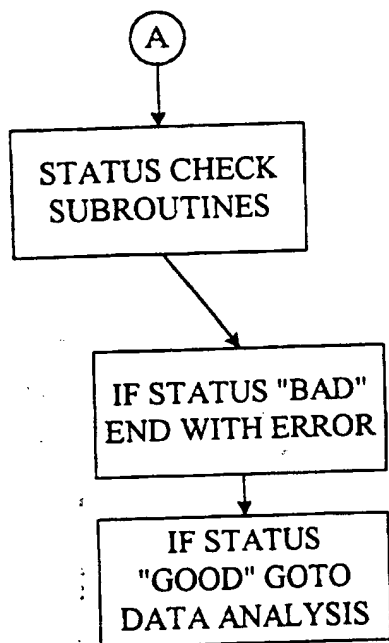 A
STATUS CHECK
SUBROUTINES
IF STATUS "BAD"
END WITH ERROR
IF STATUS
"GOOD" GOTO
DATA ANALYSIS